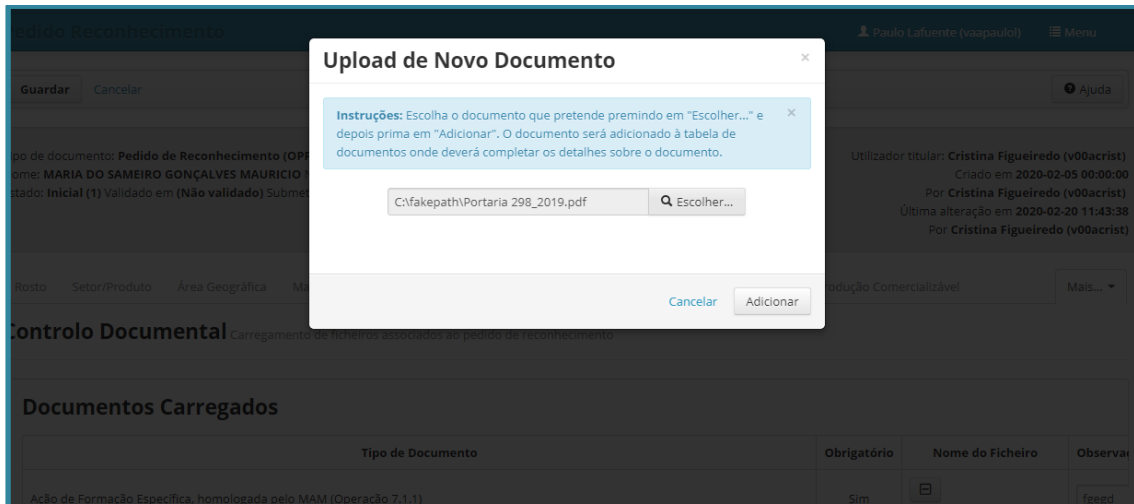 edido Reconhecimento
Paulo Lafuente (vaapaulol) Menu
Upload de Novo Documento ×
Guardar Cancelar
Ajuda
Instruções: Escolha o documento que pretende premindo em "Escolher..." e ×
depois prima em "Adicionar". O documento será adicionado à tabela de
documentos onde deverá completar os detalhes sobre o documento.
po de documento: Pedido de Reconhecimento (OPF
ome: MARIA DO SAMEIRO GONÇALVES MAURICIO
stado: Inicial (1) Validado em (Não validado) Submet
Utilizador titular: Cristina Figueiredo (v00acrist)
Criado em 2020-02-05 00:00:00
Por Cristina Figueiredo (v00acrist)
Última alteração em 2020-02-20 11:43:38
Por Cristina Figueiredo (v00acrist)
C:\fakepath\Portaria 298_2019.pdf Escolher...
Cancelar Adicionar
Rosto Setor/Produto Área Geográfica Ma rodução Comercializável Mais...
Controlo Documental Carregamento de ficheiros associados ao pedido de reconhecimento
Documentos Carregados
Tipo de Documento Obrigatório Nome do Ficheiro Observa
Ação de Formação Específica, homologada pelo MAM (Operação 7.1.1) Sim fgegd